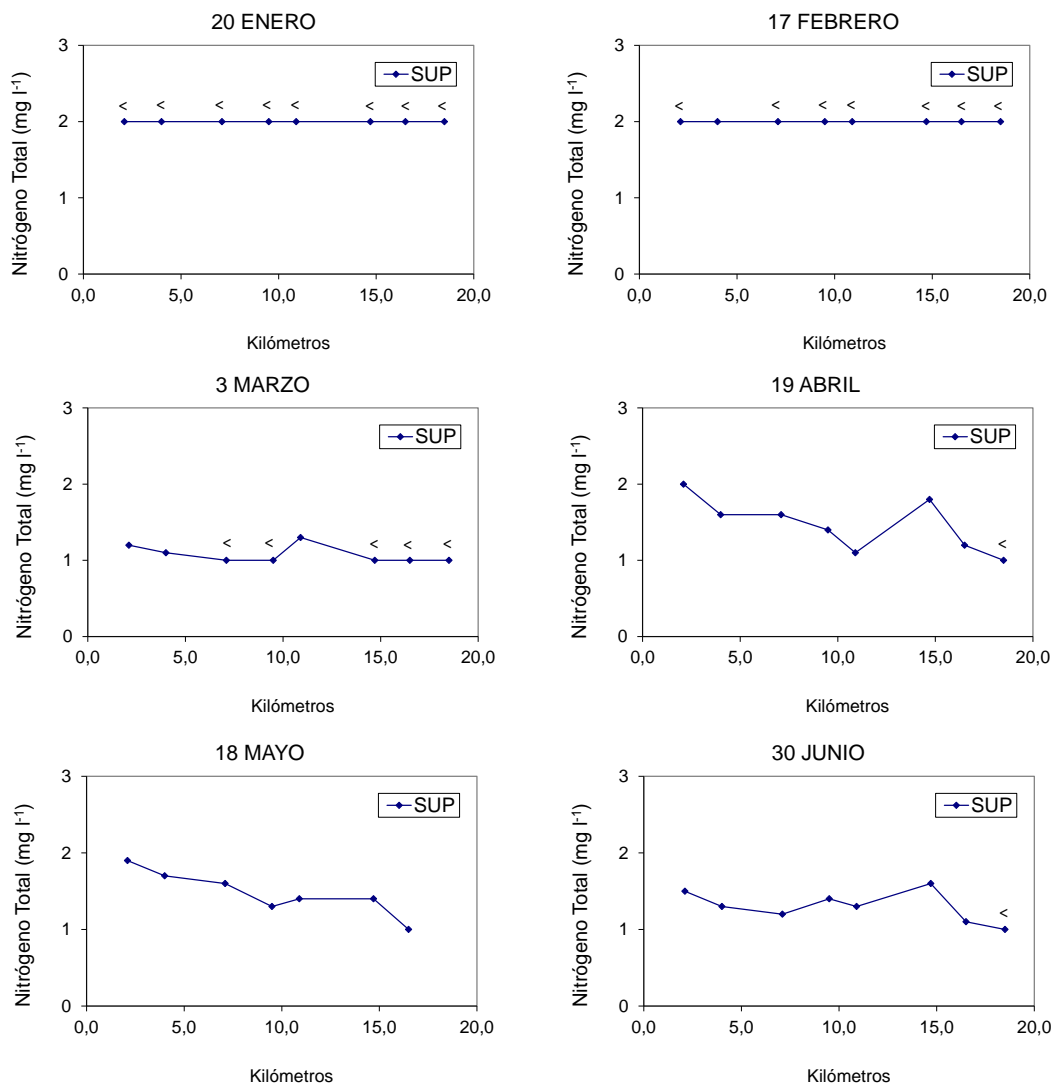 20 ENERO
3
2
1
0
Nitrógeno Total (mg l-1)
SUP
< < < < < < < <
0,0 5,0 10,0 15,0 20,0
Kilómetros
17 FEBRERO
3
2
1
0
Nitrógeno Total (mg l-1)
SUP
< < < < < < <
0,0 5,0 10,0 15,0 20,0
Kilómetros
3 MARZO
3
2
1
0
Nitrógeno Total (mg l-1)
SUP
< < < < <
0,0 5,0 10,0 15,0 20,0
Kilómetros
19 ABRIL
3
2
1
0
Nitrógeno Total (mg l-1)
SUP
<
0,0 5,0 10,0 15,0 20,0
Kilómetros
18 MAYO
3
2
1
0
Nitrógeno Total (mg l-1)
SUP
0,0 5,0 10,0 15,0 20,0
Kilómetros
30 JUNIO
3
2
1
0
Nitrógeno Total (mg l-1)
SUP
<
0,0 5,0 10,0 15,0 20,0
Kilómetros